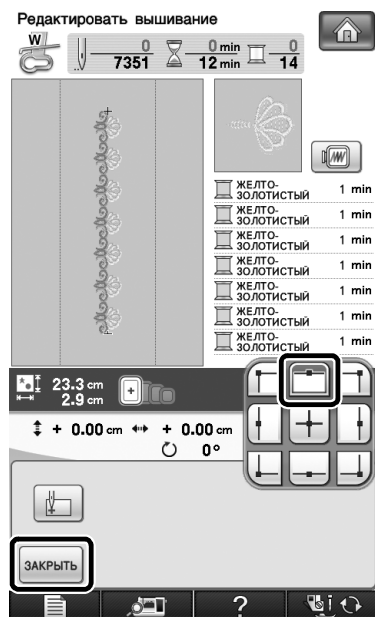 Редактировать вышивание
W
0 0 min 0
7351 12 min 14
ЖЕЛТО-
ЗОЛОТИСТЫЙ 1 min
ЖЕЛТО-
ЗОЛОТИСТЫЙ 1 min
ЖЕЛТО-
ЗОЛОТИСТЫЙ 1 min
ЖЕЛТО-
ЗОЛОТИСТЫЙ 1 min
ЖЕЛТО-
ЗОЛОТИСТЫЙ 1 min
ЖЕЛТО-
ЗОЛОТИСТЫЙ 1 min
ЖЕЛТО-
ЗОЛОТИСТЫЙ 1 min
23.3 cm
2.9 cm
+ 0.00 cm + 0.00 cm
0°
ЗАКРЫТЬ
?